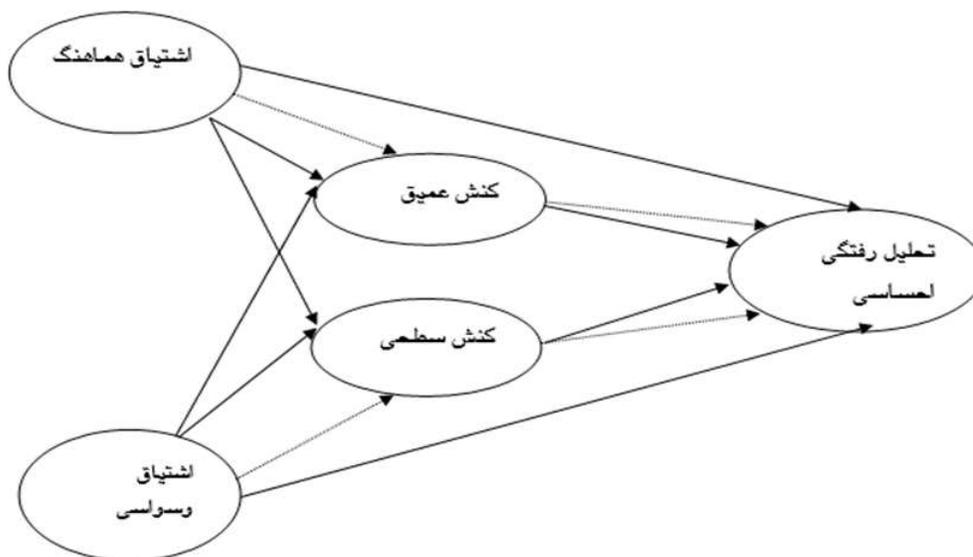 اشتیاق هماهنگ
کنش عمیق
تحلیل رفتگی
احساسی
کنش سطحی
اشتیاق
وسواسی